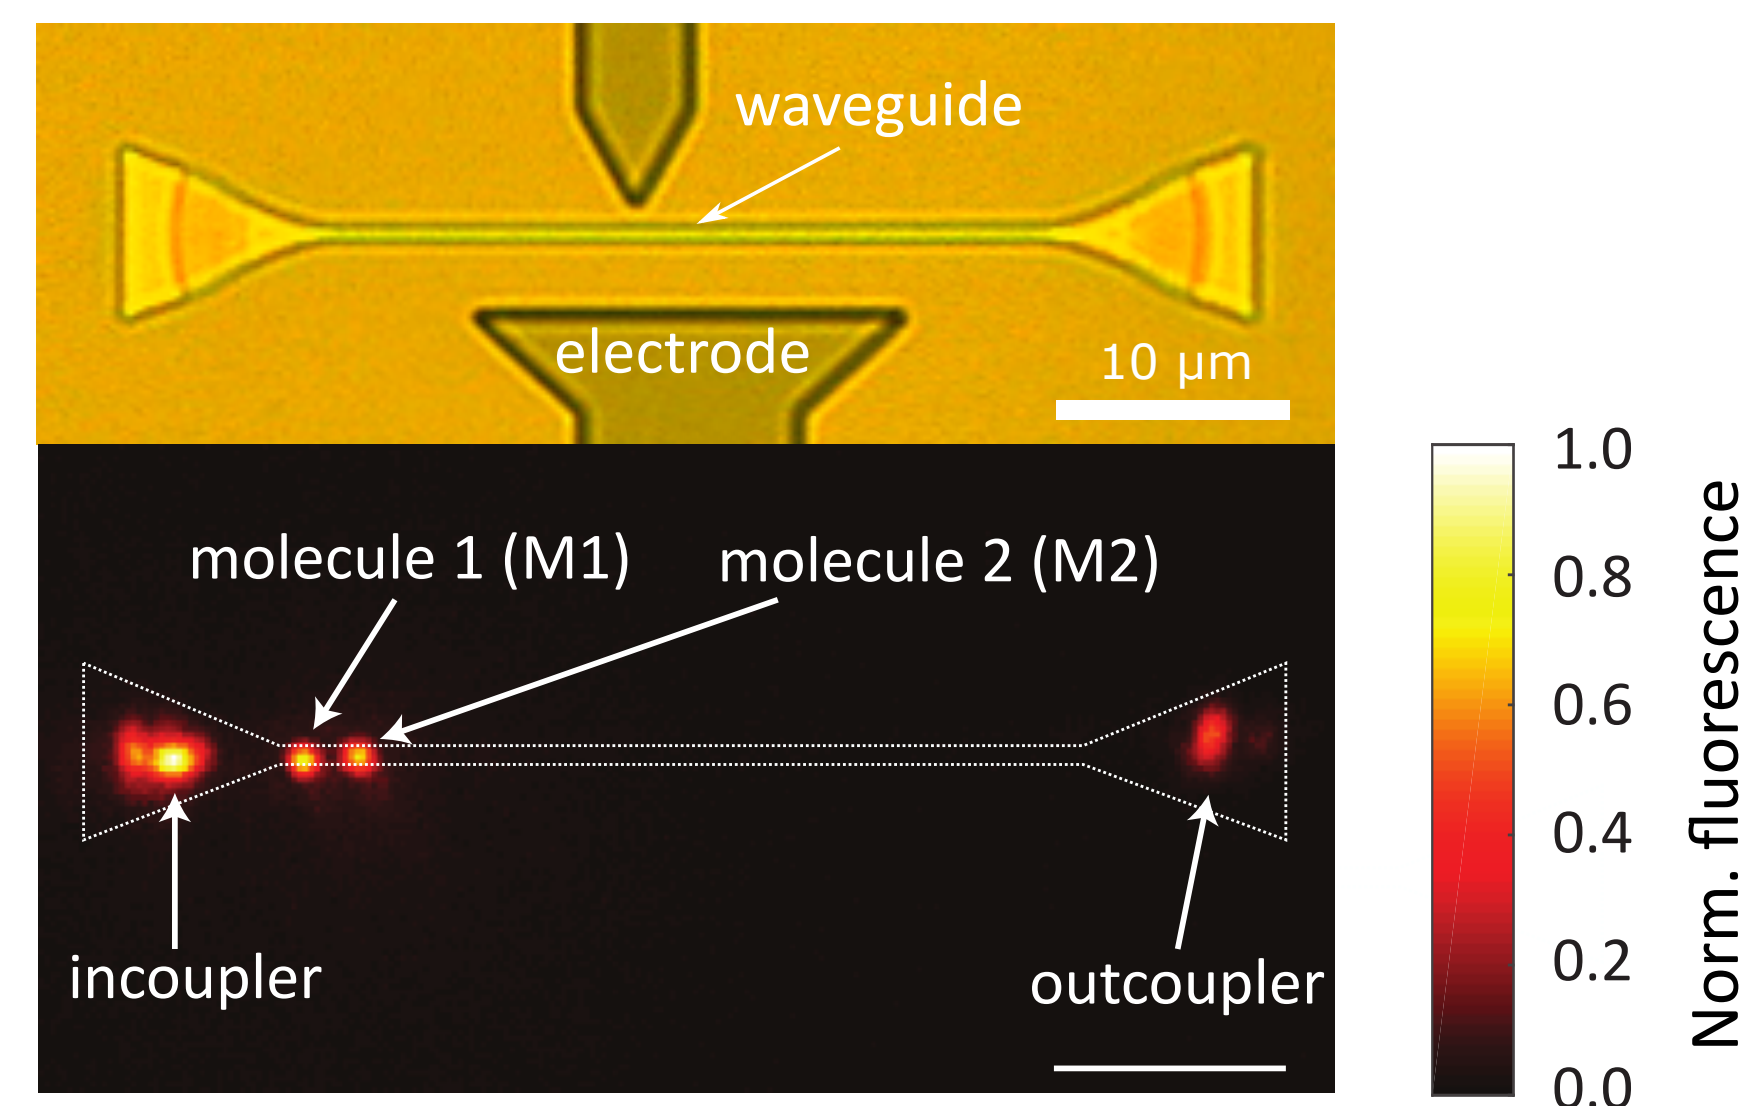 waveguide
electrode
10 µm
molecule 1 (M1)
molecule 2 (M2)
incoupler
outcoupler
1.0
0.8
0.6
0.4
0.2
0.0
Norm. fluorescence